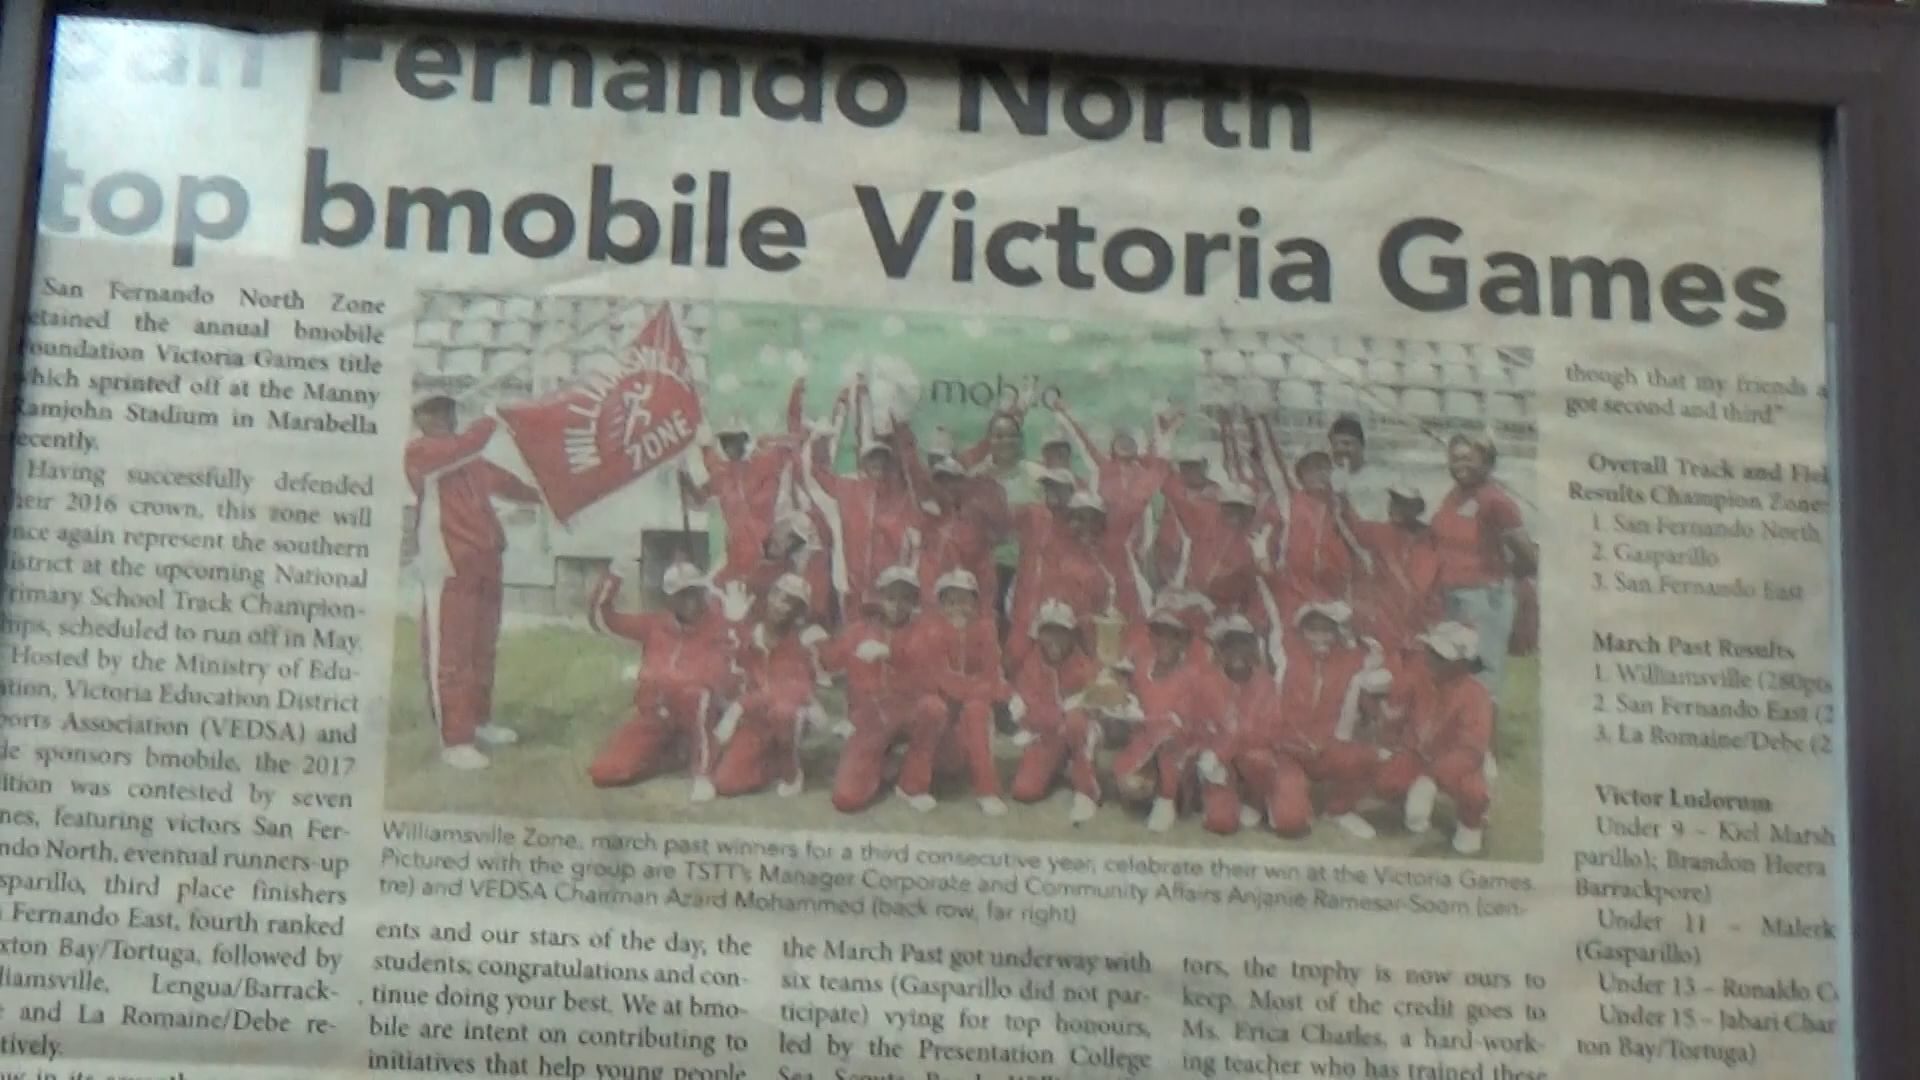 San Fernando North
top bmobile Victoria Games
San Fernando North Zone
etained the annual bmobile
oundation Victoria Games title
hich sprinted off at the Manny
Ramjohn Stadium in Marabella
ecently.
Having successfully defended
heir 2016 crown, this zone will
nce again represent the southern
istrict at the upcoming National
rimary School Track Champion-
hips, scheduled to run off in May.
Hosted by the Ministry of Edu-
ation, Victoria Education District
ports Association (VEDSA) and
le sponsors bmobile, the 2017
ition was contested by seven
nes, featuring victors San Fer-
ndo North, eventual runners-up
sparillo, third place finishers
Fernando East, fourth ranked
xton Bay/Tortuga, followed by
liamsville, Lengua/Barrack-
and La Romaine/Debe re-
tively.
WILLIAMSVILLE
ZONE
mobile
Williamsville Zone, march past winners for a third consecutive year, celebrate their win at the Victoria Games.
Pictured with the group are TSTT's Manager Corporate and Community Affairs Anjanie Ramesar-Soom (cen-
tre) and VEDSA Chairman Azard Mohammed (back row, far right)
ents and our stars of the day, the
students; congratulations and con-
tinue doing your best. We at bmo-
bile are intent on contributing to
initiatives that help young people
the March Past got underway with
six teams (Gasparillo did not par-
ticipate) vying for top honours,
led by the Presentation College
Sea Scouts
tors, the trophy is now ours to
keep. Most of the credit goes to
Ms. Erica Charles, a hard-work-
ing teacher who has trained these
though that my friends a
got second and third"
Overall Track and Fiel
Results Champion Zones
1. San Fernando North
2. Gasparillo
3. San Fernando East
March Past Results
1. Williamsville (280pts
2. San Fernando East (2
3. La Romaine/Debe (2
Victor Ludorum
Under 9 – Kiel Marsh
parillo); Brandon Heera
Barrackpore)
Under 11 – Malerk
(Gasparillo)
Under 13 – Ronaldo C
Under 15 – Jabari Char
ton Bay/Tortuga)